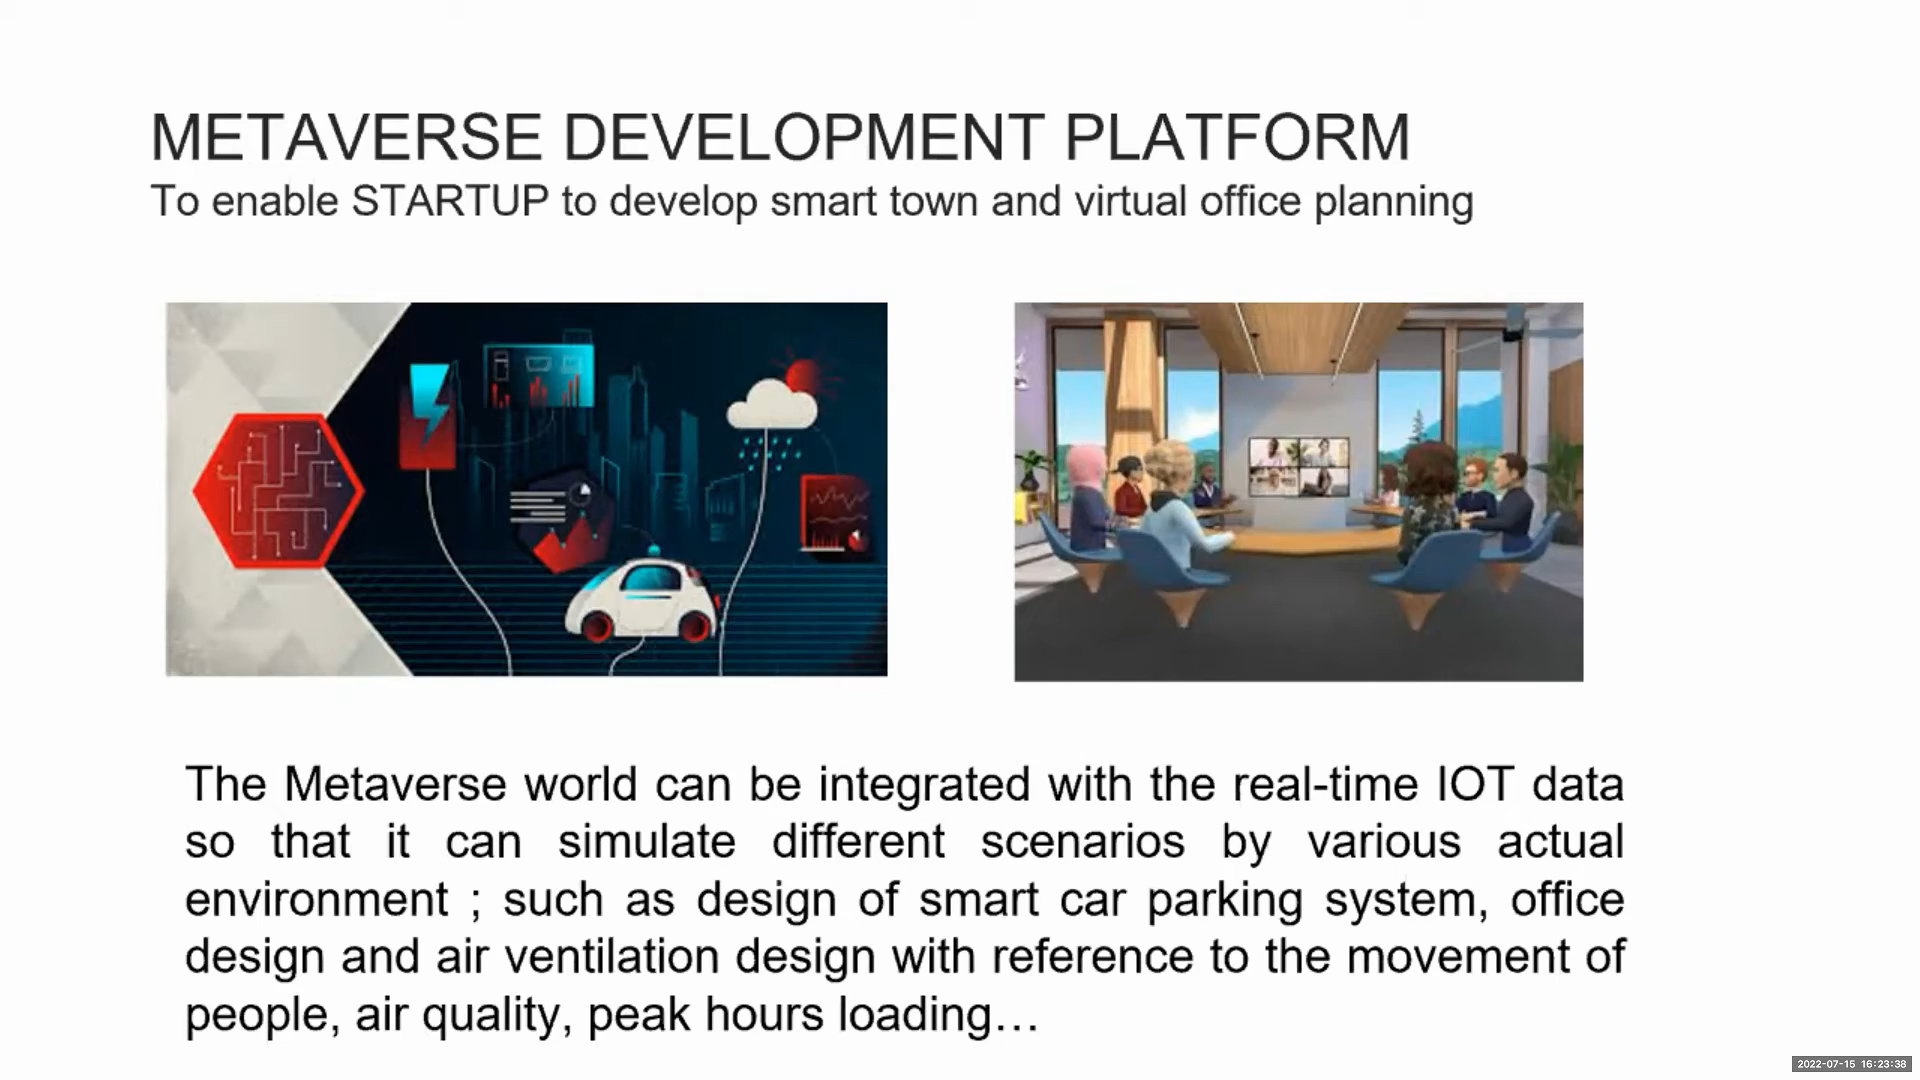 METAVERSE DEVELOPMENT PLATFORM
To enable STARTUP to develop smart town and virtual office planning
The Metaverse world can be integrated with the real-time IOT data
so that it can simulate different scenarios by various actual
environment ; such as design of smart car parking system, office
design and air ventilation design with reference to the movement of
people, air quality, peak hours loading…
2022-07-15 16:23:38